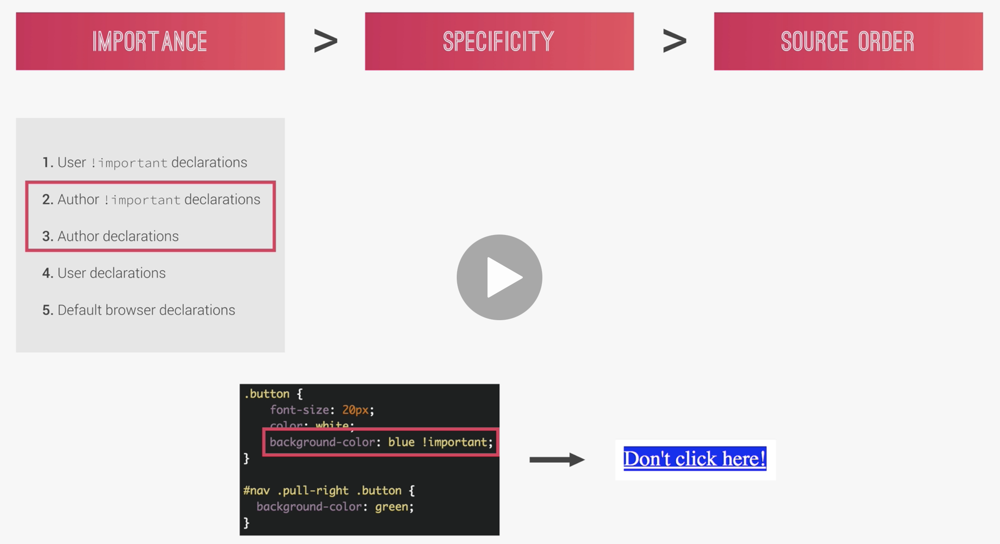 IMPORTANCE > SPECIFICITY > SOURCE ORDER
1. User !important declarations
2. Author !important declarations
3. Author declarations
4. User declarations
5. Default browser declarations
.button {
font-size: 20px;
color: white;
background-color: blue !important;
}
#nav .pull-right .button {
background-color: green;
}
Don't click here!